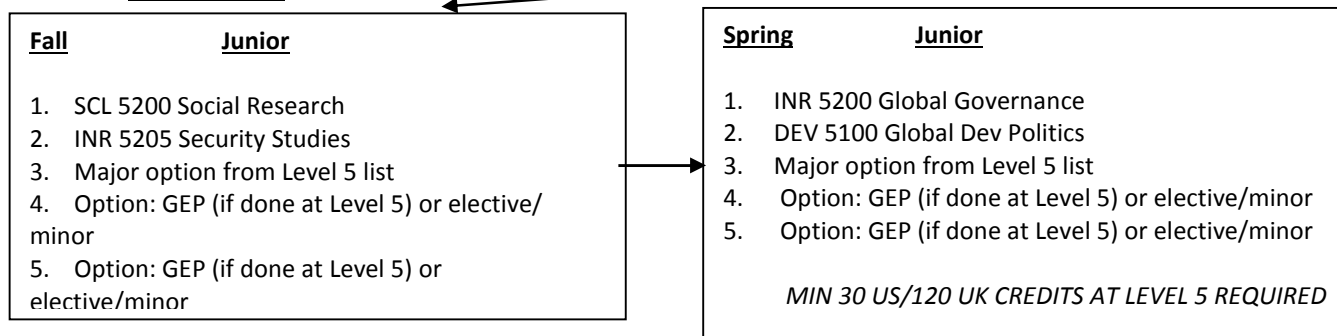 Fall Junior
1. SCL 5200 Social Research
2. INR 5205 Security Studies
3. Major option from Level 5 list
4. Option: GEP (if done at Level 5) or elective/
minor
5. Option: GEP (if done at Level 5) or
elective/minor
Spring Junior
1. INR 5200 Global Governance
2. DEV 5100 Global Dev Politics
3. Major option from Level 5 list
4. Option: GEP (if done at Level 5) or elective/minor
5. Option: GEP (if done at Level 5) or elective/minor
MIN 30 US/120 UK CREDITS AT LEVEL 5 REQUIRED